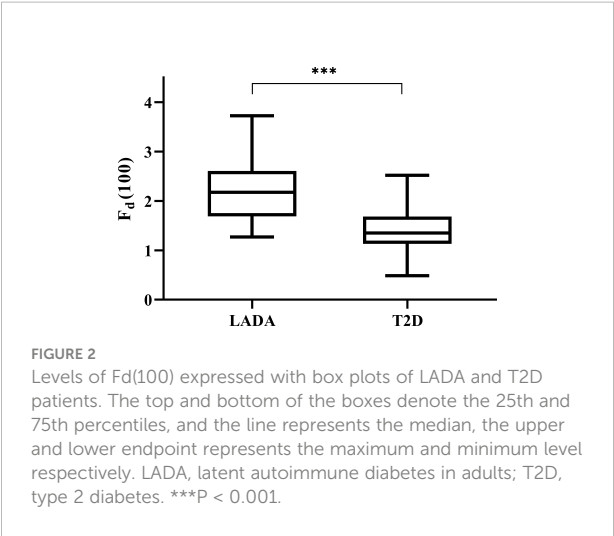 ***
4
3
2
1
0
Fd(100)
LADA T2D
FIGURE 2
Levels of Fd(100) expressed with box plots of LADA and T2D
patients. The top and bottom of the boxes denote the 25th and
75th percentiles, and the line represents the median, the upper
and lower endpoint represents the maximum and minimum level
respectively. LADA, latent autoimmune diabetes in adults; T2D,
type 2 diabetes. ***P < 0.001.